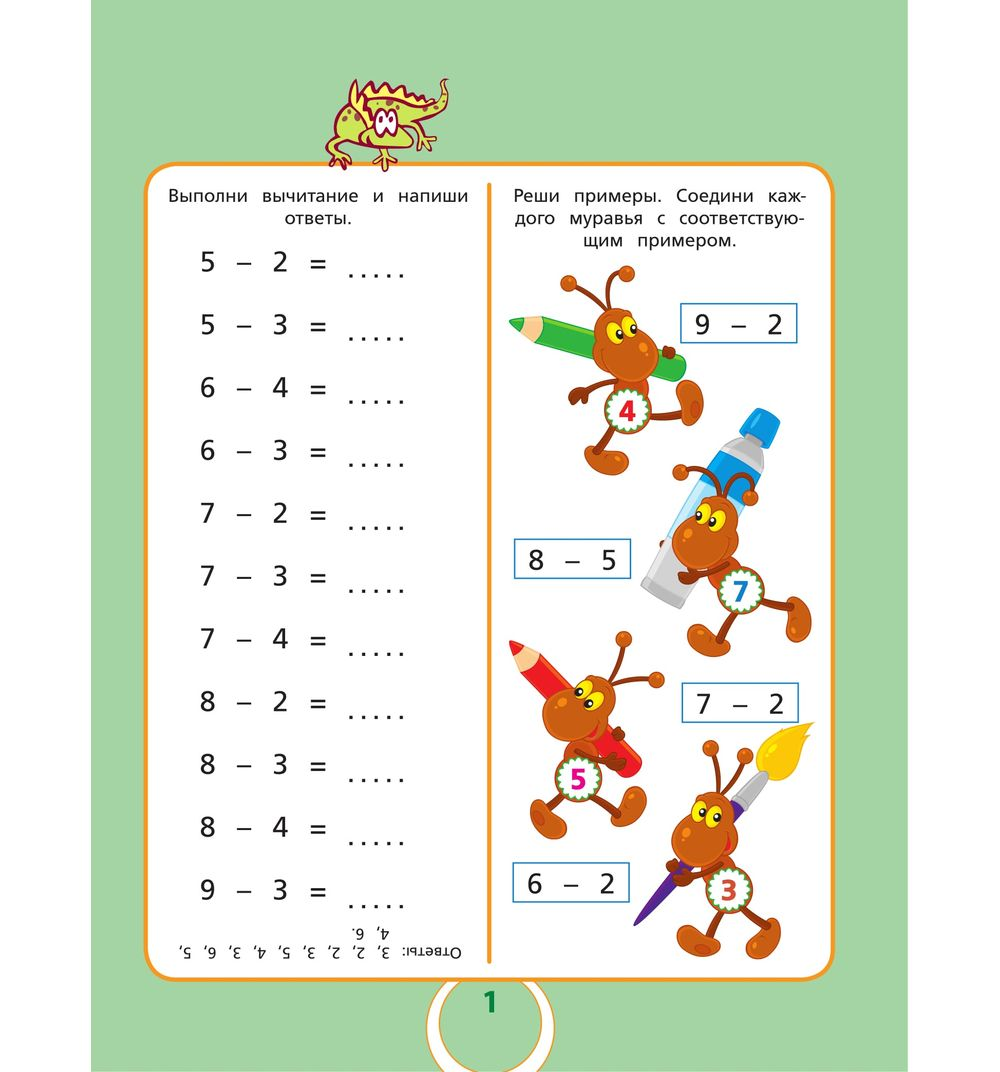 Выполни вычитание и напиши
ответы.
5 – 2 = .....
5 – 3 = .....
6 – 4 = .....
6 – 3 = .....
7 – 2 = .....
7 – 3 = .....
7 – 4 = .....
8 – 2 = .....
8 – 3 = .....
8 – 4 = .....
9 – 3 = .....
Ответы: 3, 2, 2, 3, 5, 4, 3, 6, 5,
4, 6.
Реши примеры. Соедини каж-
дого муравья с соответствую-
щим примером.
9 – 2
4
8 – 5
7
7 – 2
5
6 – 2
3
1